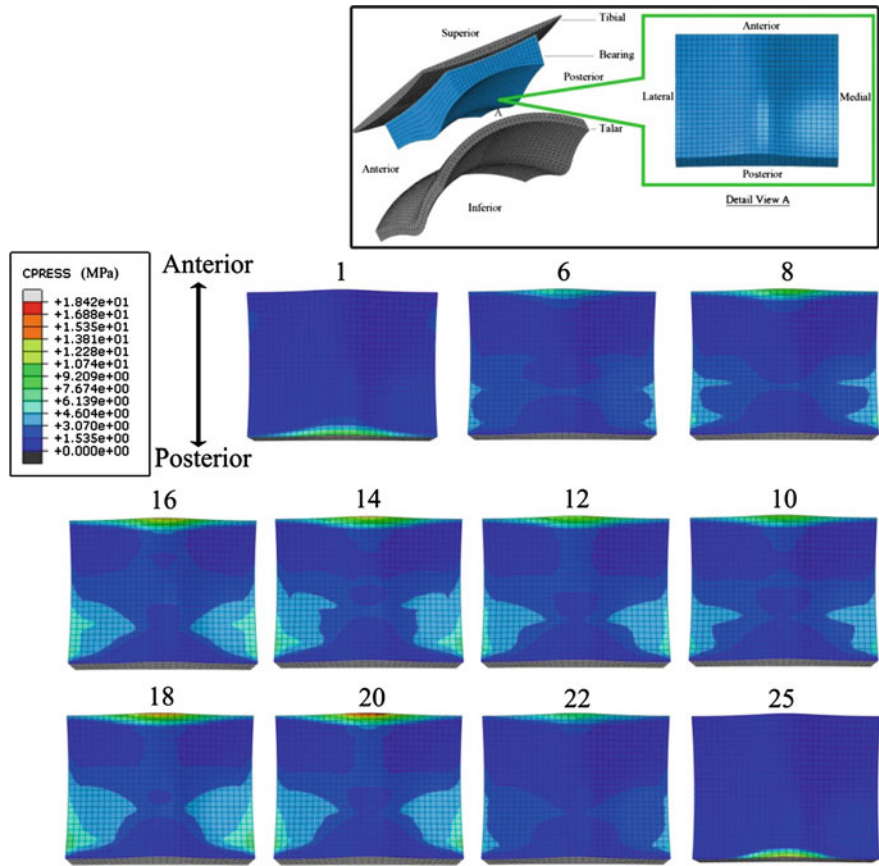 Tibial
Superior
Anterior
Bearing
Posterior
Lateral
Medial
A
Talar
Anterior
Posterior
Inferior
Detail View A
CPRESS (MPa)
+1.842e+01
+1.688e+01
+1.535e+01
+1.381e+01
+1.228e+01
+1.074e+01
+9.209e+00
+7.674e+00
+6.139e+00
+4.604e+00
+3.070e+00
+1.535e+00
+0.000e+00
Anterior
Posterior
1 6 8
16 14 12 10
18 20 22 25